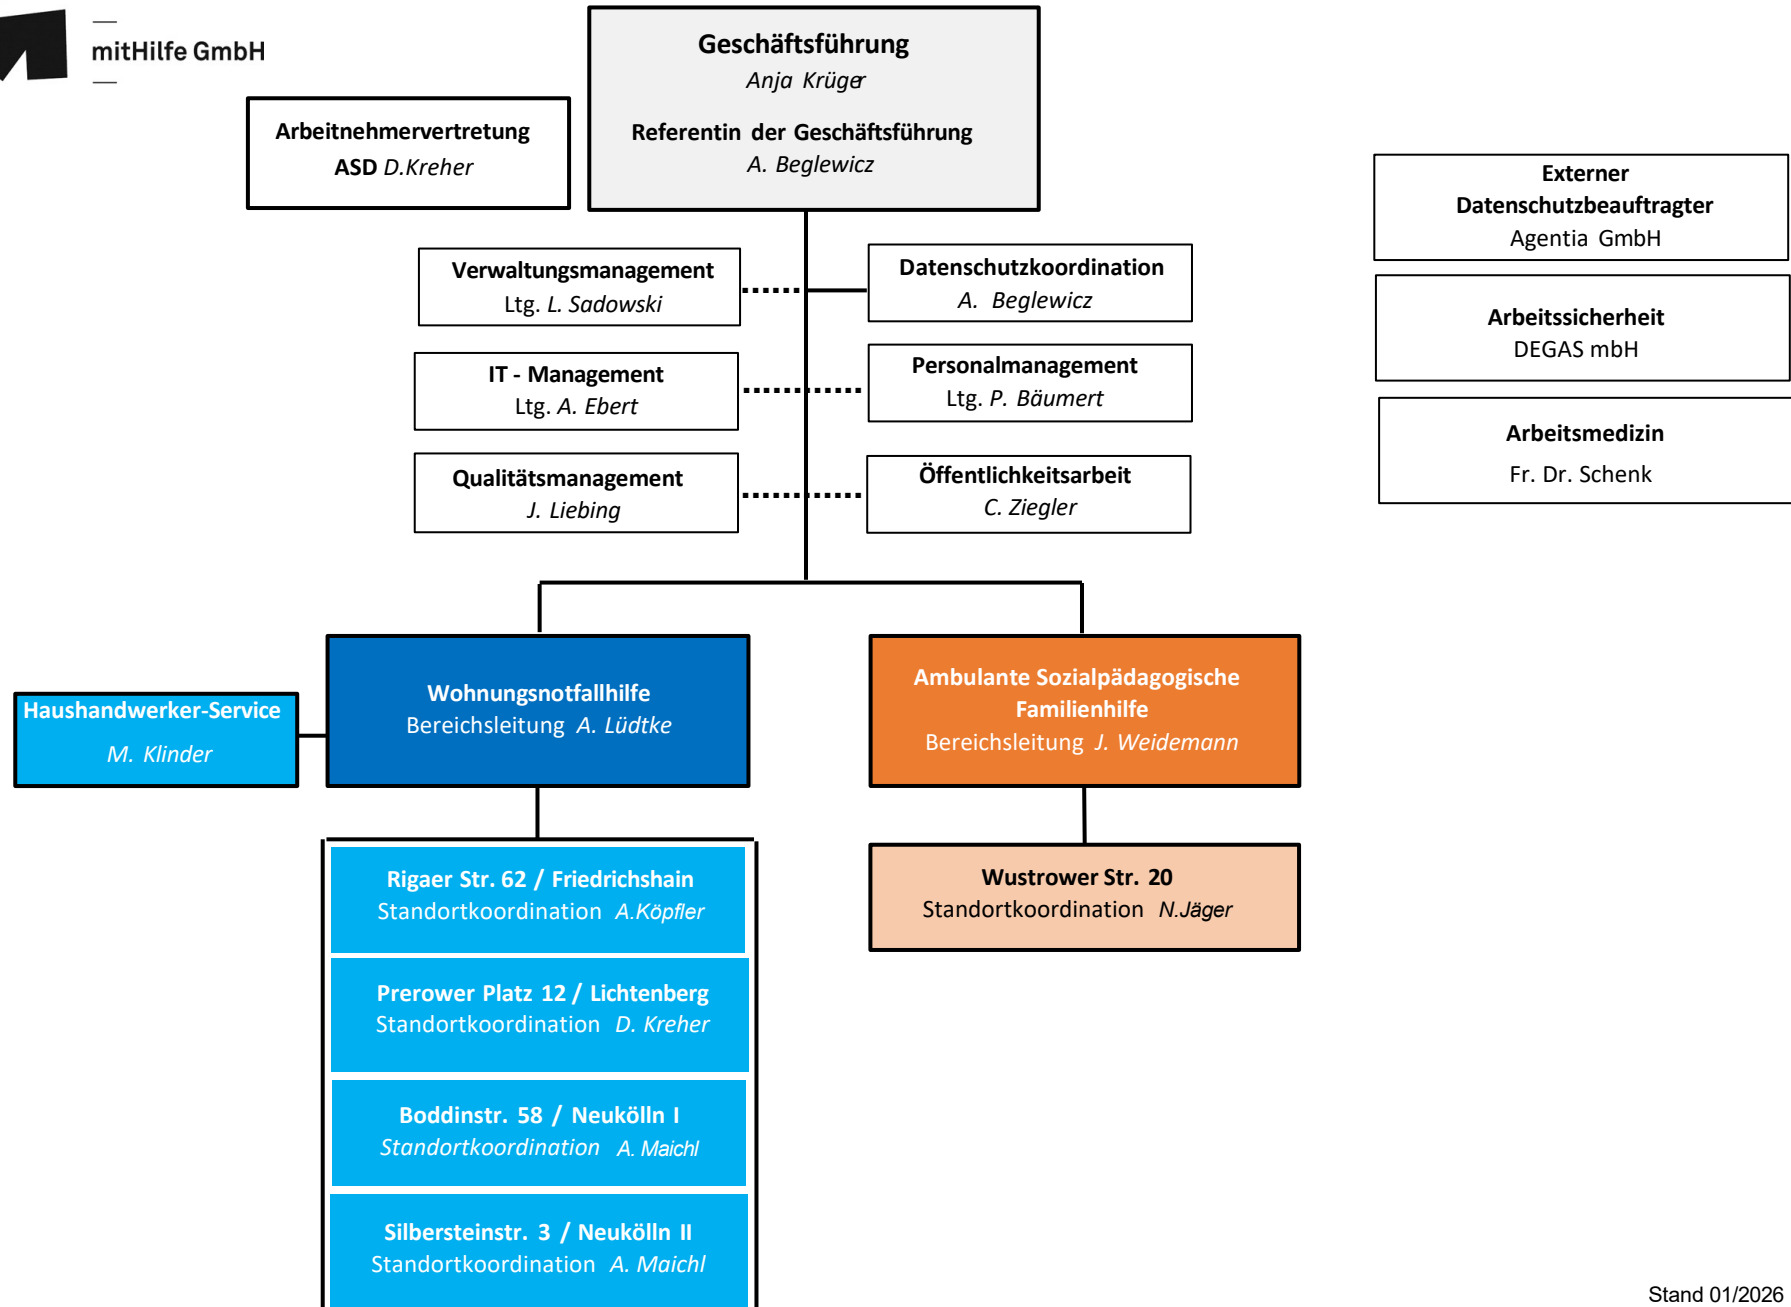 mitHilfe GmbH
Geschäftsführung
Anja Krüger
Referentin der Geschäftsführung
A. Beglewicz
Arbeitnehmervertretung
ASD D.Kreher
Externer
Datenschutzbeauftragter
Agentia GmbH
Arbeitssicherheit
DEGAS mbH
Arbeitsmedizin
Fr. Dr. Schenk
Verwaltungsmanagement
Ltg. L. Sadowski
Datenschutzkoordination
A. Beglewicz
IT - Management
Ltg. A. Ebert
Personalmanagement
Ltg. P. Bäumert
Qualitätsmanagement
J. Liebing
Öffentlichkeitsarbeit
C. Ziegler
Haushandwerker-Service
M. Klinder
Wohnungsnotfallhilfe
Bereichsleitung A. Lüdtke
Ambulante Sozialpädagogische
Familienhilfe
Bereichsleitung J. Weidemann
Rigaer Str. 62 / Friedrichshain
Standortkoordination A.Köpfler
Prerower Platz 12 / Lichtenberg
Standortkoordination D. Kreher
Boddinstr. 58 / Neukölln I
Standortkoordination A. Maichl
Silbersteinstr. 3 / Neukölln II
Standortkoordination A. Maichl
Wustrower Str. 20
Standortkoordination N.Jäger
Stand 01/2026